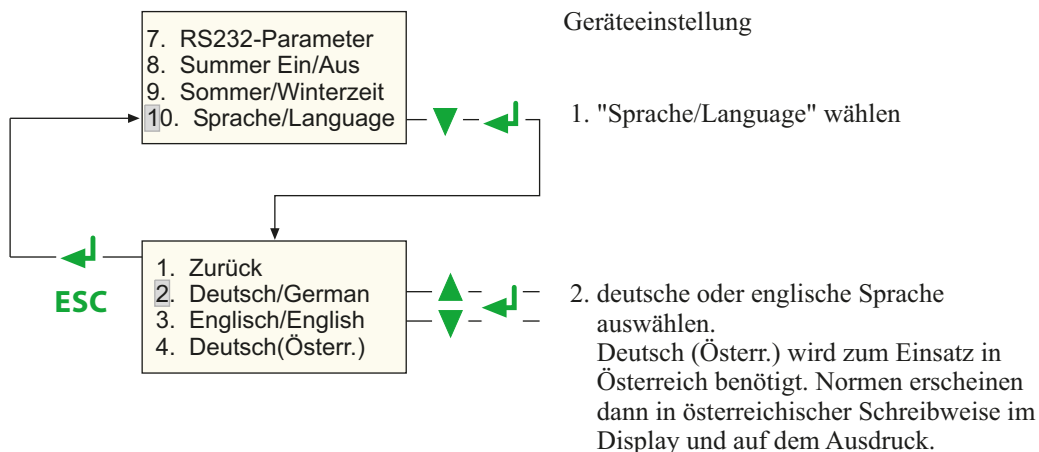 Geräteeinstellung
7. RS232-Parameter
8. Summer Ein/Aus
9. Sommer/Winterzeit
10. Sprache/Language
1. "Sprache/Language" wählen
1. Zurück
2. Deutsch/German
3. Englisch/English
4. Deutsch(Österr.)
ESC
2. deutsche oder englische Sprache
auswählen.
Deutsch (Österr.) wird zum Einsatz in
Österreich benötigt. Normen erscheinen
dann in österreichischer Schreibweise im
Display und auf dem Ausdruck.